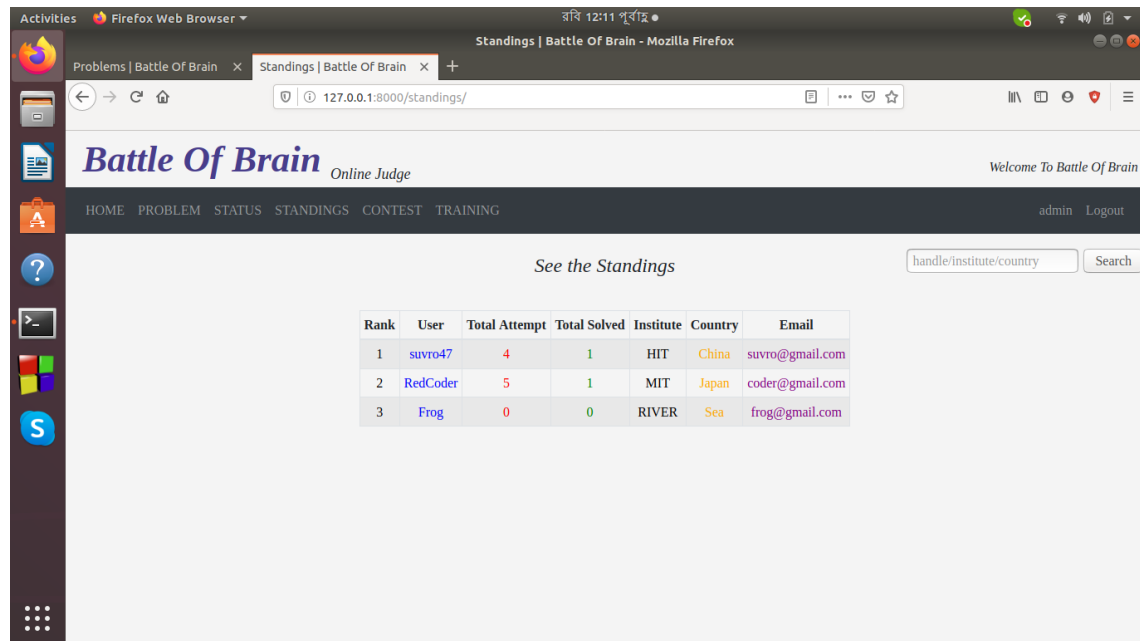 Activities Firefox Web Browser রবি 12:11 পূর্বাহ্ণ
Standings | Battle Of Brain - Mozilla Firefox
Problems | Battle Of Brain Standings | Battle Of Brain
127.0.0.1:8000/standings/
Battle Of Brain Online Judge Welcome To Battle Of Brain
HOME PROBLEM STATUS STANDINGS CONTEST TRAINING admin Logout
See the Standings handle/institute/country Search
Rank User Total Attempt Total Solved Institute Country Email
1 suvro47 4 1 HIT China suvro@gmail.com
2 RedCoder 5 1 MIT Japan coder@gmail.com
3 Frog 0 0 RIVER Sea frog@gmail.com